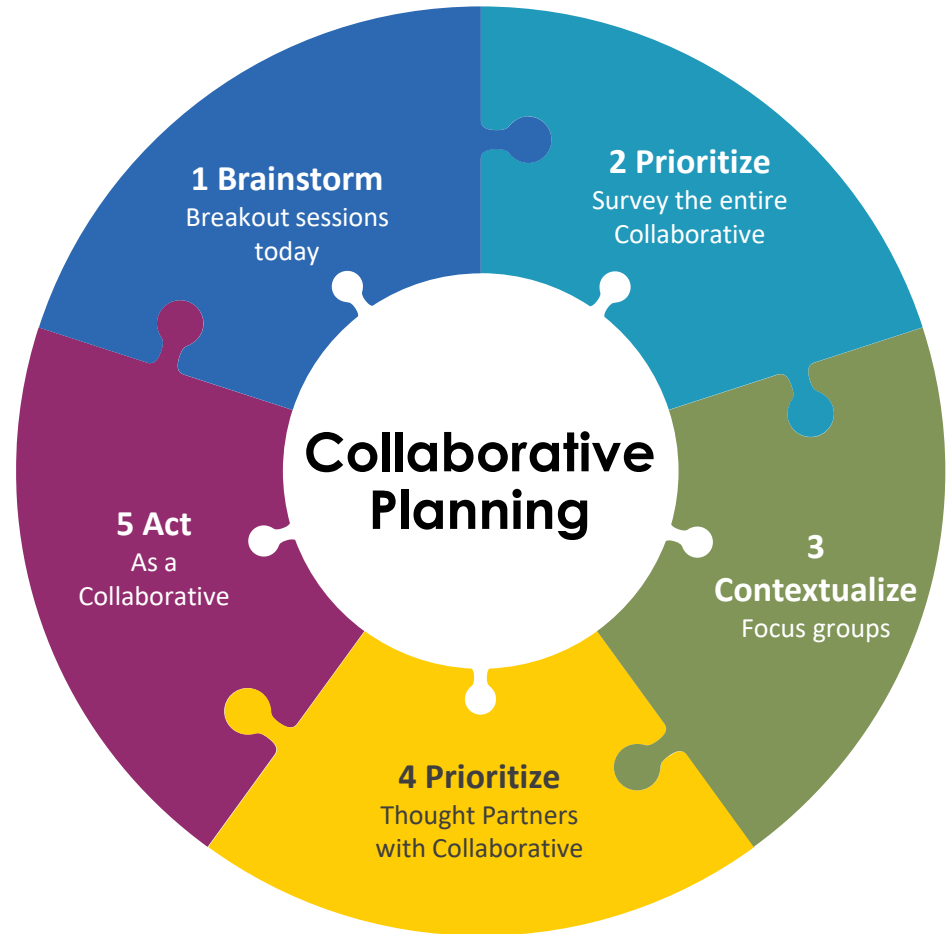 1 Brainstorm
Breakout sessions
today
2 Prioritize
Survey the entire
Collaborative
3
Contextualize
Focus groups
4 Prioritize
Thought Partners
with Collaborative
5 Act
As a
Collaborative
Collaborative
Planning